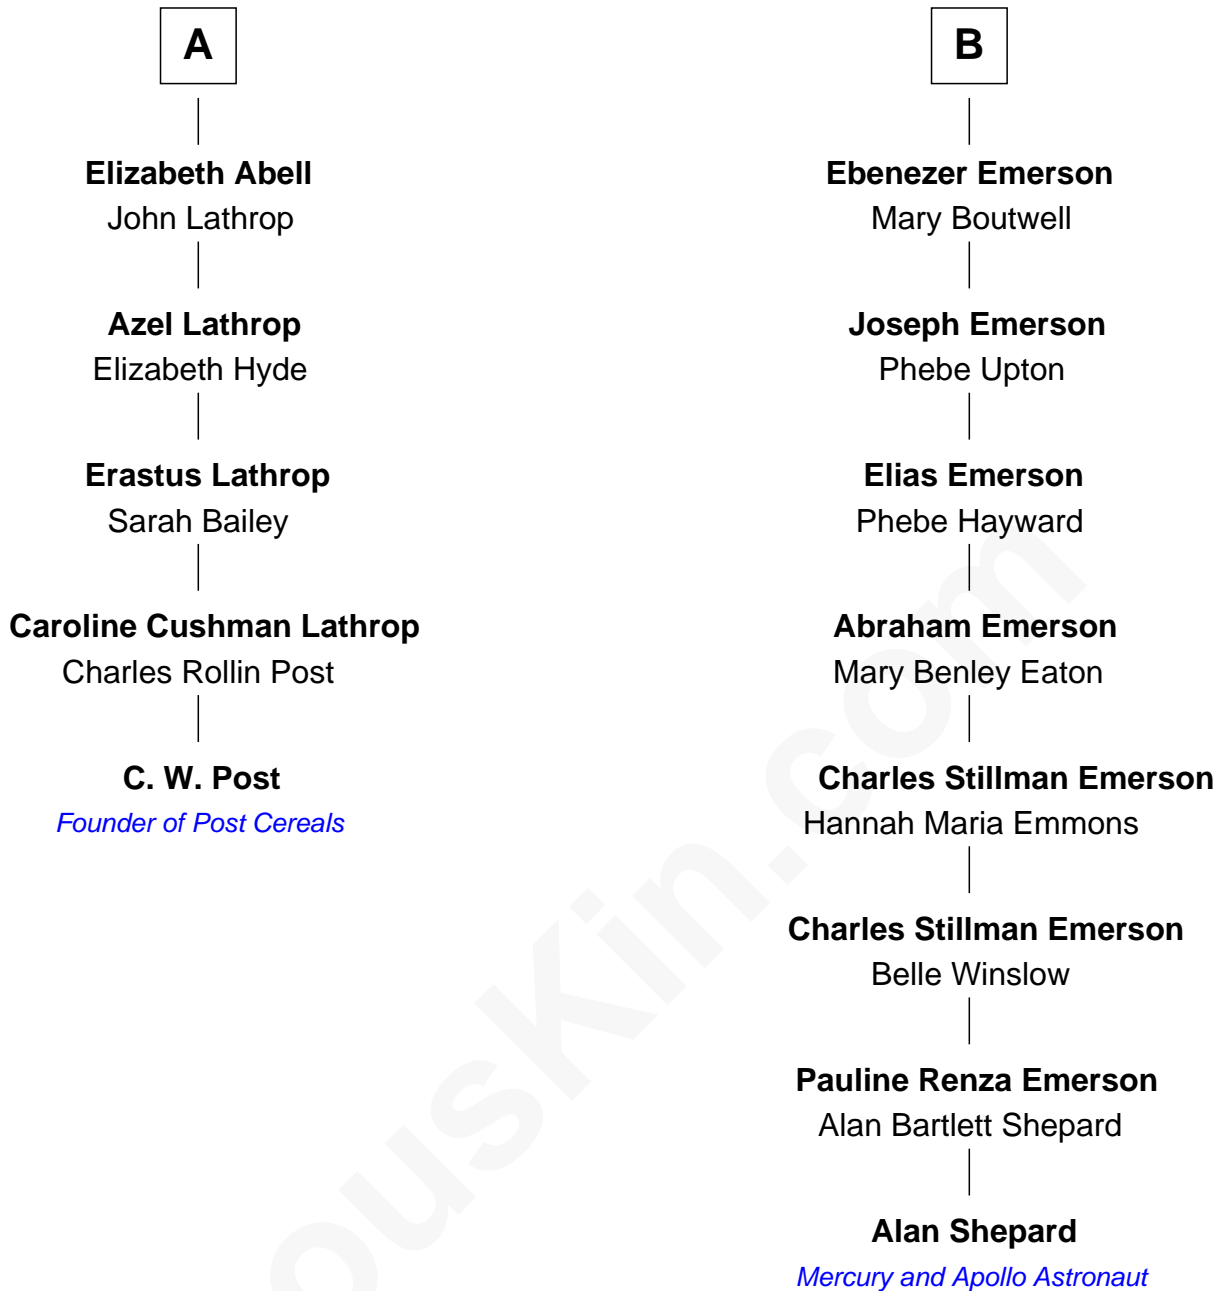 A
Elizabeth Abell
John Lathrop
Azel Lathrop
Elizabeth Hyde
Erastus Lathrop
Sarah Bailey
Caroline Cushman Lathrop
Charles Rollin Post
C. W. Post
Founder of Post Cereals
B
Ebenezer Emerson
Mary Boutwell
Joseph Emerson
Phebe Upton
Elias Emerson
Phebe Hayward
Abraham Emerson
Mary Benley Eaton
Charles Stillman Emerson
Hannah Maria Emmons
Charles Stillman Emerson
Belle Winslow
Pauline Renza Emerson
Alan Bartlett Shepard
Alan Shepard
Mercury and Apollo Astronaut
ousKin.com